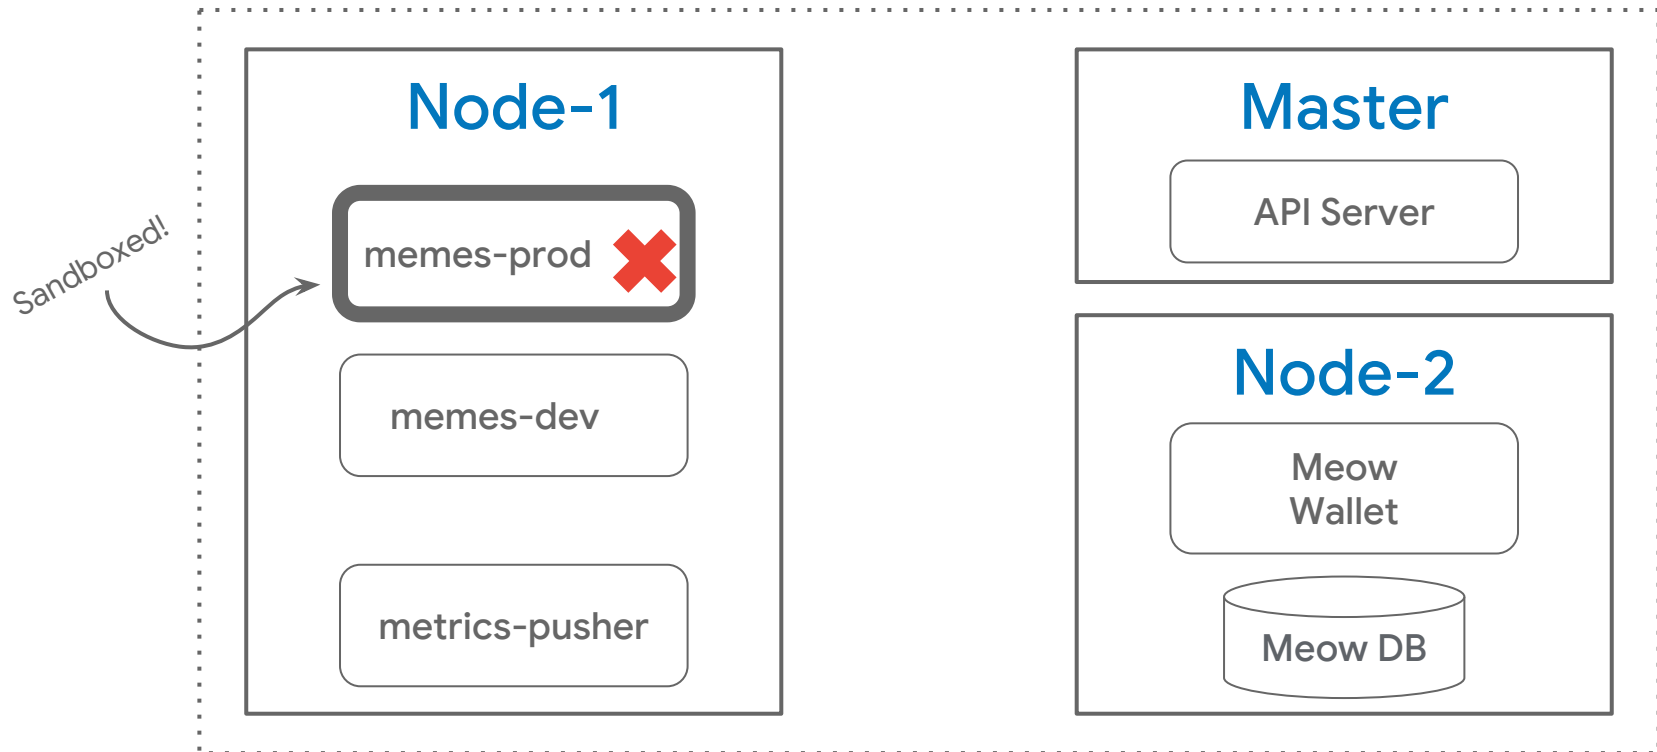 Sandboxed!
Node-1
memes-prod
memes-dev
metrics-pusher
Master
API Server
Node-2
Meow
Wallet
Meow DB